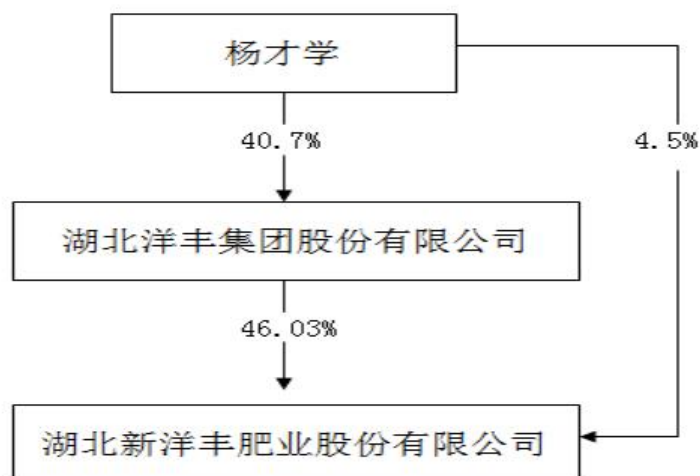 杨才学
40.7%
4.5%
湖北洋丰集团股份有限公司
46.03%
湖北新洋丰肥业股份有限公司